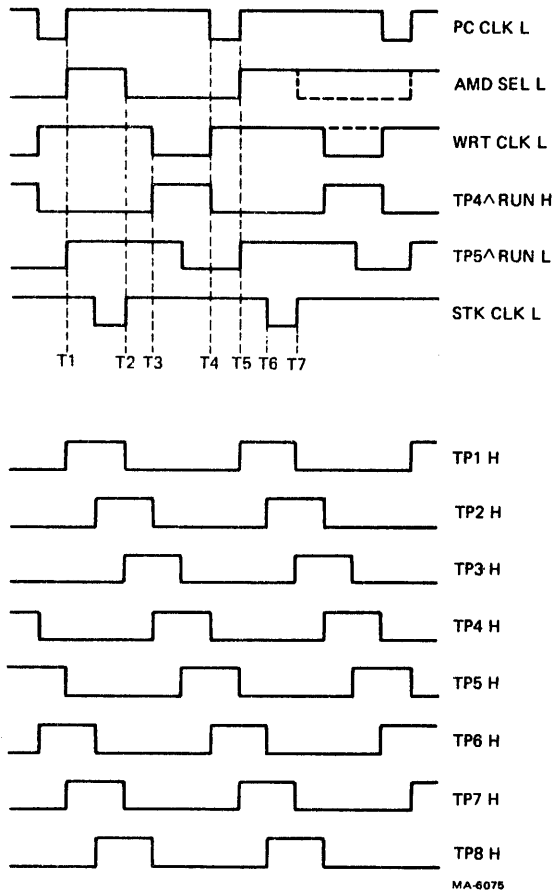 PC CLK L
AMD SEL L
WRT CLK L
TP4∧RUN H
TP5∧RUN L
STK CLK L
T1 T2 T3 T4 T5 T6 T7
TP1 H
TP2 H
TP3 H
TP4 H
TP5 H
TP6 H
TP7 H
TP8 H
MA-6075